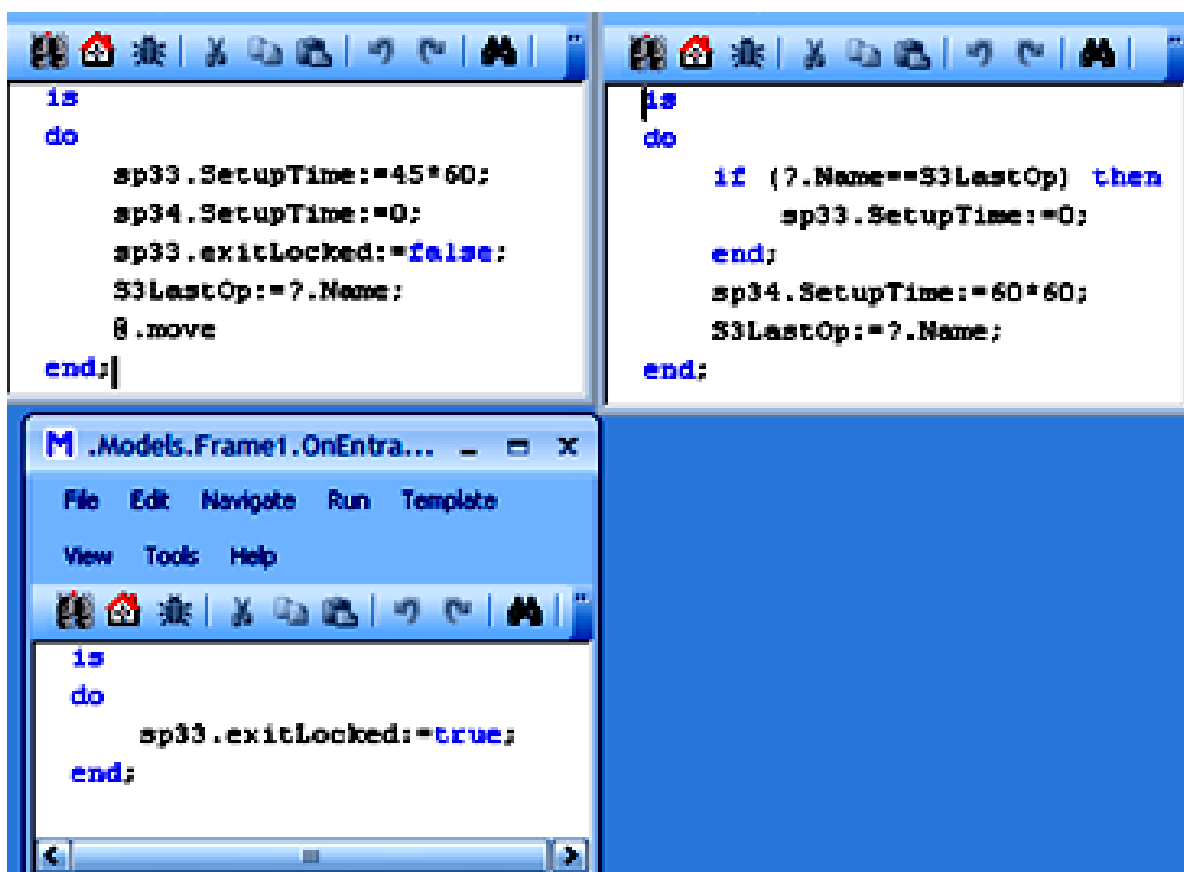 is
do
sp33.SetupTime:=45*60;
sp34.SetupTime:=0;
sp33.exitLocked:=false;
S3LastOp:=?.Name;
@.move
end;
is
do
if (?.Name==S3LastOp) then
sp33.SetupTime:=0;
end;
sp34.SetupTime:=60*60;
S3LastOp:=?.Name;
end;
M .Models.Frame1.OnEntra...
File Edit Navigate Run Template
View Tools Help
is
do
sp33.exitLocked:=true;
end;